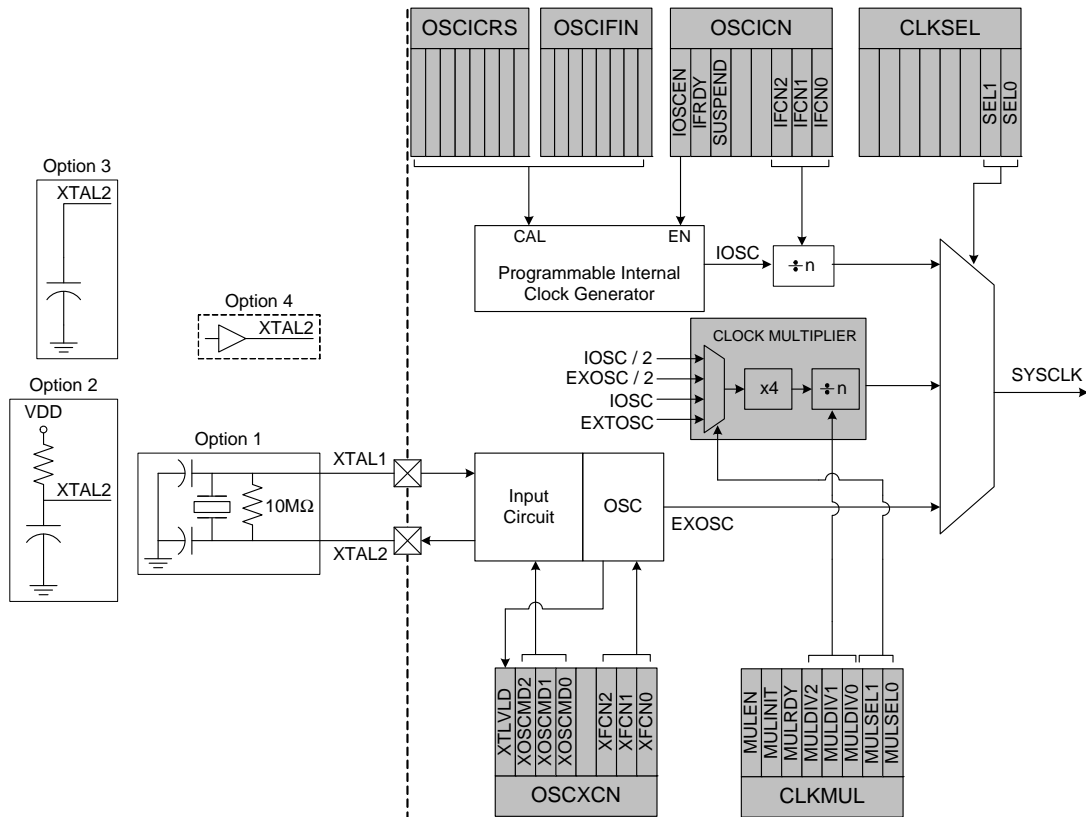 OSCICRS
OSCIFIN
OSCICN
CLKSEL
IOSCEN
IFRDY
SUSPEND
IFCN2
IFCN1
IFCN0
SEL1
SEL0
Option 3
XTAL2
Option 4
XTAL2
Option 2
VDD
XTAL2
Option 1
10MΩ
XTAL1
XTAL2
CAL
EN
Programmable Internal
Clock Generator
IOSC
÷n
CLOCK MULTIPLIER
IOSC / 2
EXOSC / 2
IOSC
EXTOSC
x4
÷n
SYSCLK
Input
Circuit
OSC
EXOSC
XTLVLD
XOSCMD2
XOSCMD1
XOSCMD0
XFCN2
XFCN1
XFCN0
OSCXCN
MULEN
MULINIT
MULRDY
MULDIV2
MULDIV1
MULDIV0
MULSEL1
MULSEL0
CLKMUL